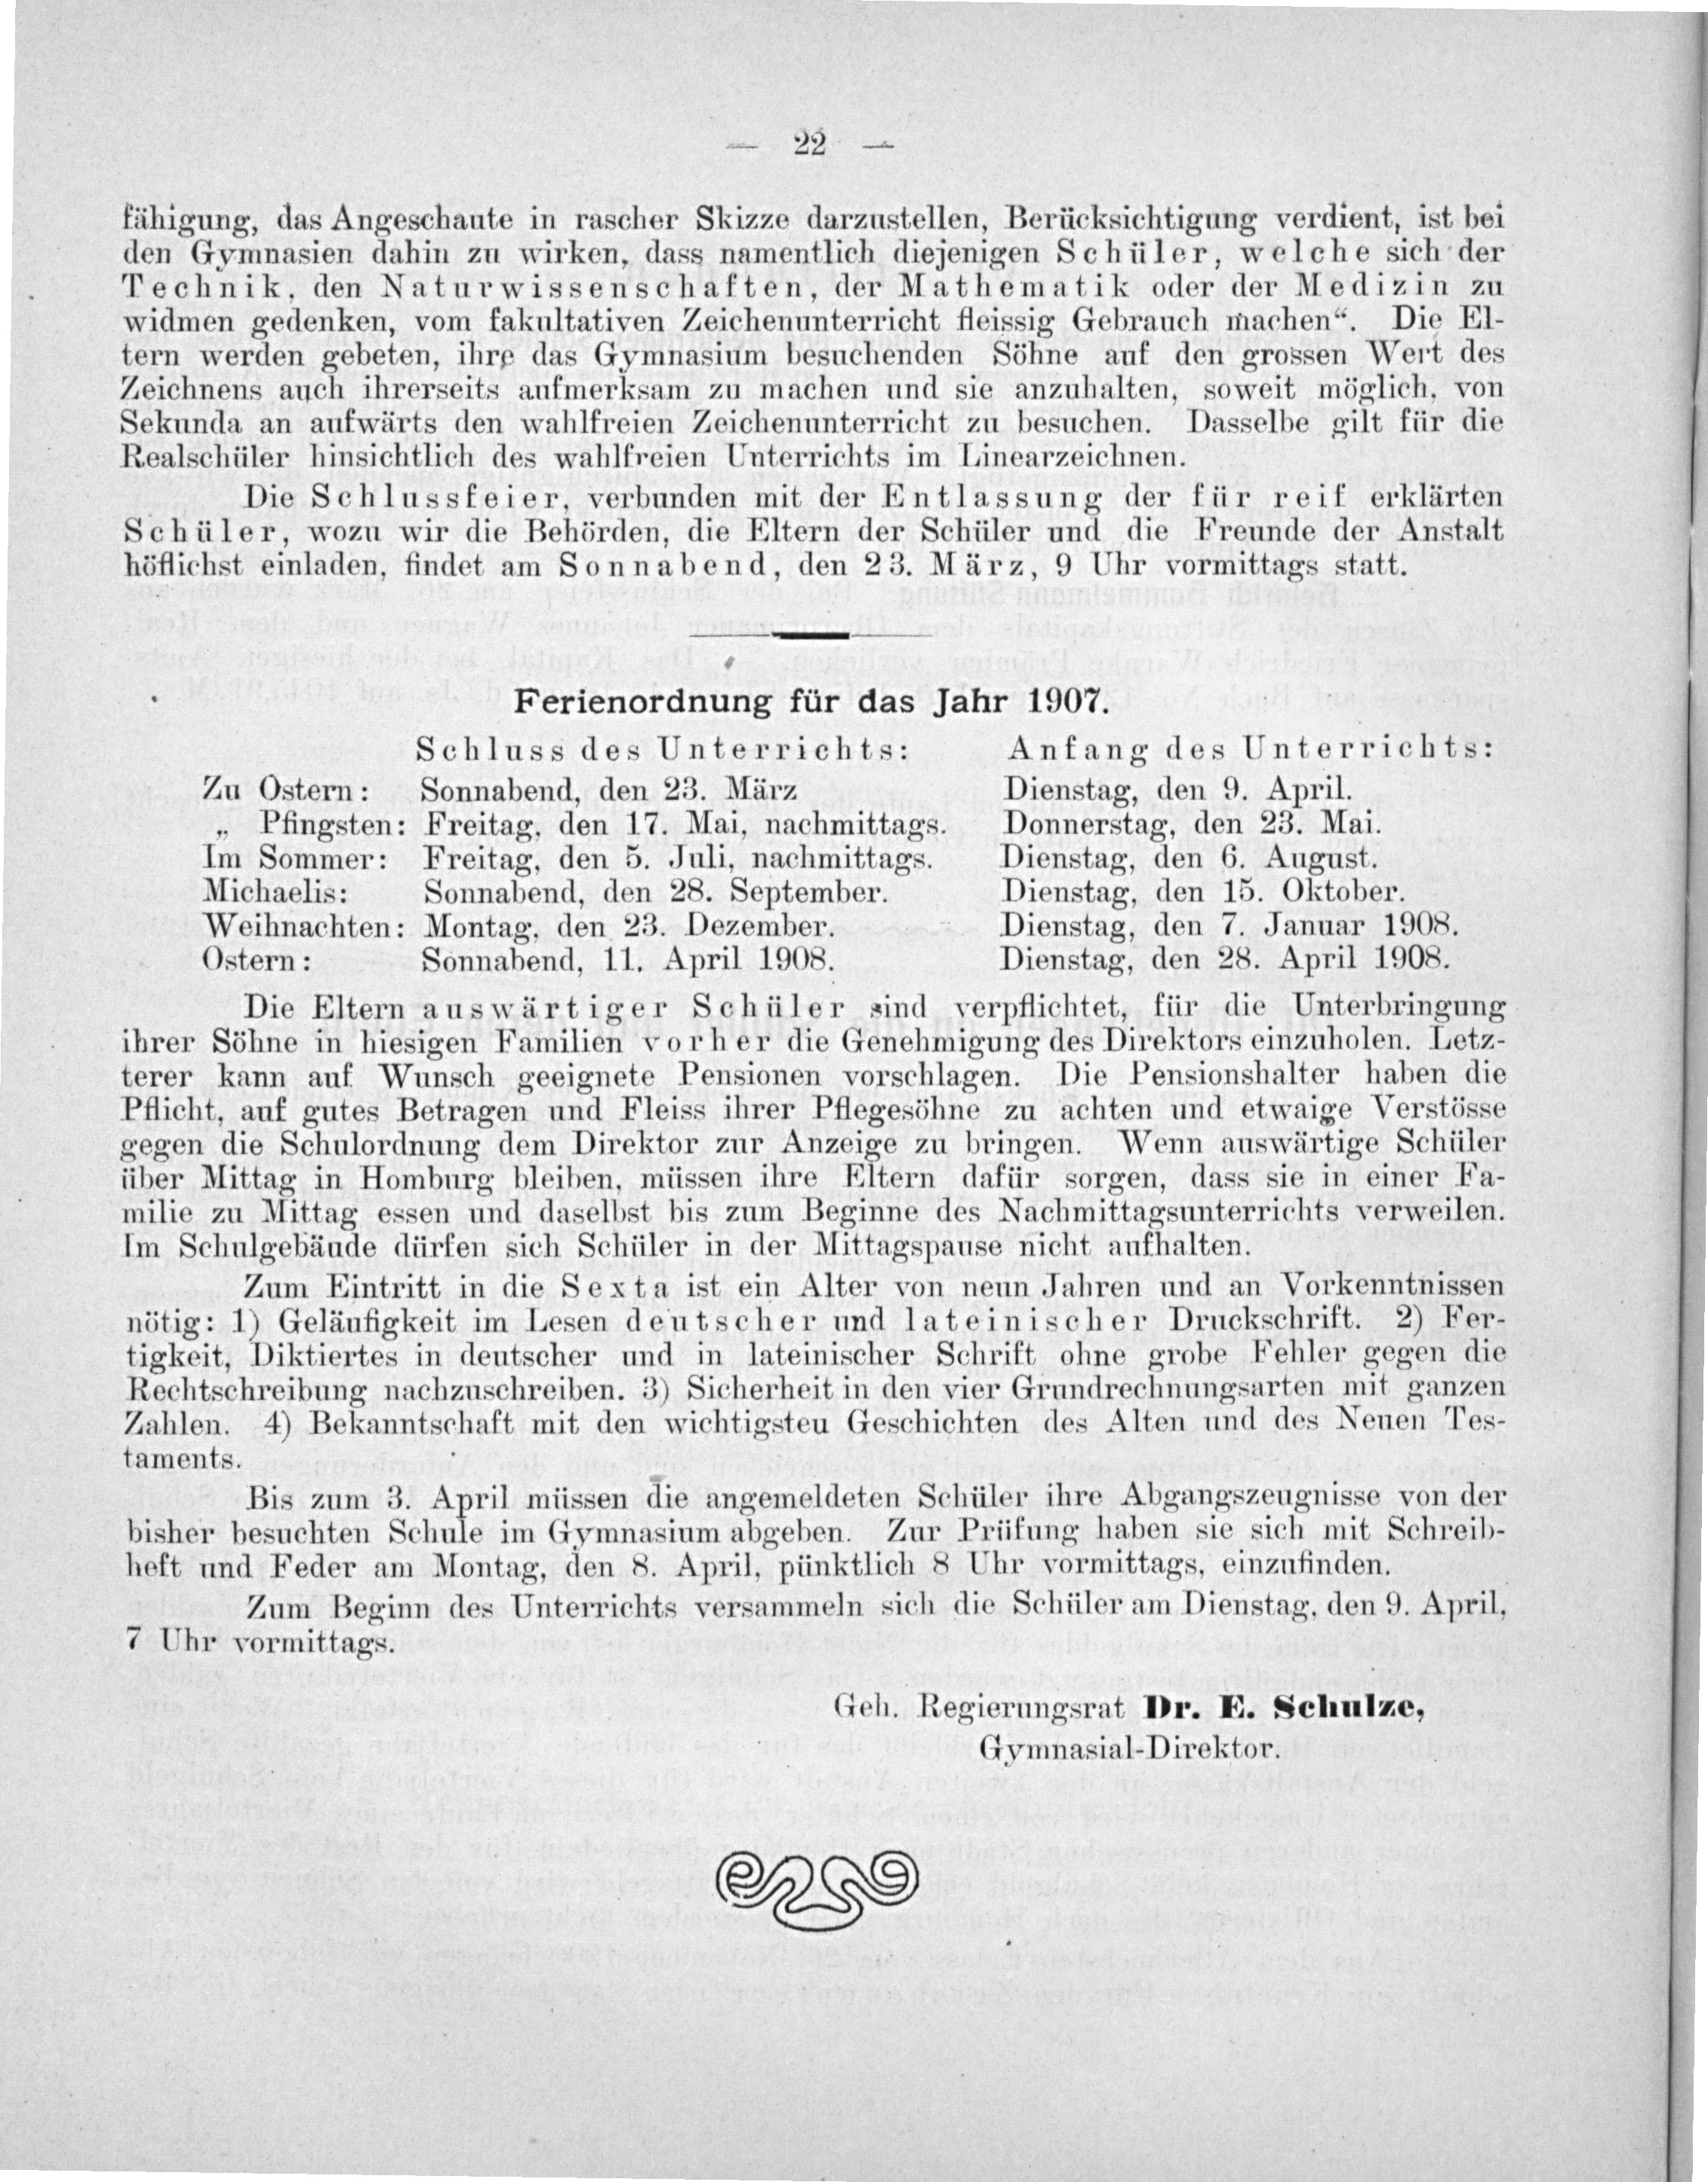 — 22 —
fähigung, das Angeschaute in rascher Skizze darzustellen, Berücksichtigung verdient, ist bei
den Gymnasien dahin zu wirken, dass namentlich diejenigen Schüler, welche sich der
Technik, den Naturwissenschaften, der Mathematik oder der Medizin zu
widmen gedenken, vom fakultativen Zeichenunterricht fleissig Gebrauch machen“. Die El-
tern werden gebeten, ihre das Gymnasium besuchenden Söhne auf den grossen Wert des
Zeichnens auch ihrerseits aufmerksam zu machen und sie anzuhalten, soweit möglich, von
Sekunda an aufwärts den wahlfreien Zeichenunterricht zu besuchen. Dasselbe gilt für die
Realschüler hinsichtlich des wahlfreien Unterrichts im Linearzeichnen.
Die Schlussfeier, verbunden mit der Entlassung der für reif erklärten
Schüler, wozu wir die Behörden, die Eltern der Schüler und die Freunde der Anstalt
höflichst einladen, findet am Sonnabend, den 23. März, 9 Uhr vormittags statt.
Ferienordnung für das Jahr 1907.
Schluss des Unterrichts: Anfang des Unterrichts:
Zu Ostern: Sonnabend, den 23. März Dienstag, den 9. April.
„ Pfingsten: Freitag, den 17. Mai, nachmittags. Donnerstag, den 23. Mai.
Im Sommer: Freitag, den 5. Juli, nachmittags. Dienstag, den 6. August.
Michaelis: Sonnabend, den 28. September. Dienstag, den 15. Oktober.
Weihnachten: Montag, den 23. Dezember. Dienstag, den 7. Januar 1908.
Ostern: Sonnabend, 11. April 1908. Dienstag, den 28. April 1908.
Die Eltern auswärtiger Schüler sind verpflichtet, für die Unterbringung
ihrer Söhne in hiesigen Familien vorher die Genehmigung des Direktors einzuholen. Letz-
terer kann auf Wunsch geeignete Pensionen vorschlagen. Die Pensionshalter haben die
Pflicht, auf gutes Betragen und Fleiss ihrer Pflegesöhne zu achten und etwaige Verstösse
gegen die Schulordnung dem Direktor zur Anzeige zu bringen. Wenn auswärtige Schüler
über Mittag in Homburg bleiben, müssen ihre Eltern dafür sorgen, dass sie in einer Fa-
milie zu Mittag essen und daselbst bis zum Beginne des Nachmittagsunterrichts verweilen.
Im Schulgebäude dürfen sich Schüler in der Mittagspause nicht aufhalten.
Zum Eintritt in die Sexta ist ein Alter von neun Jahren und an Vorkenntnissen
nötig: 1) Geläufigkeit im Lesen deutscher und lateinischer Druckschrift. 2) Fer-
tigkeit, Diktiertes in deutscher und in lateinischer Schrift ohne grobe Fehler gegen die
Rechtschreibung nachzuschreiben. 3) Sicherheit in den vier Grundrechnungsarten mit ganzen
Zahlen. 4) Bekanntschaft mit den wichtigsteu Geschichten des Alten und des Neuen Tes-
taments.
Bis zum 3. April müssen die angemeldeten Schüler ihre Abgangszeugnisse von der
bisher besuchten Schule im Gymnasium abgeben. Zur Prüfung haben sie sich mit Schreib-
heft und Feder am Montag, den 8. April, pünktlich 8 Uhr vormittags, einzufinden.
Zum Beginn des Unterrichts versammeln sich die Schüler am Dienstag, den 9. April,
7 Uhr vormittags.
Geh. Regierungsrat Dr. E. Schulze,
Gymnasial-Direktor.